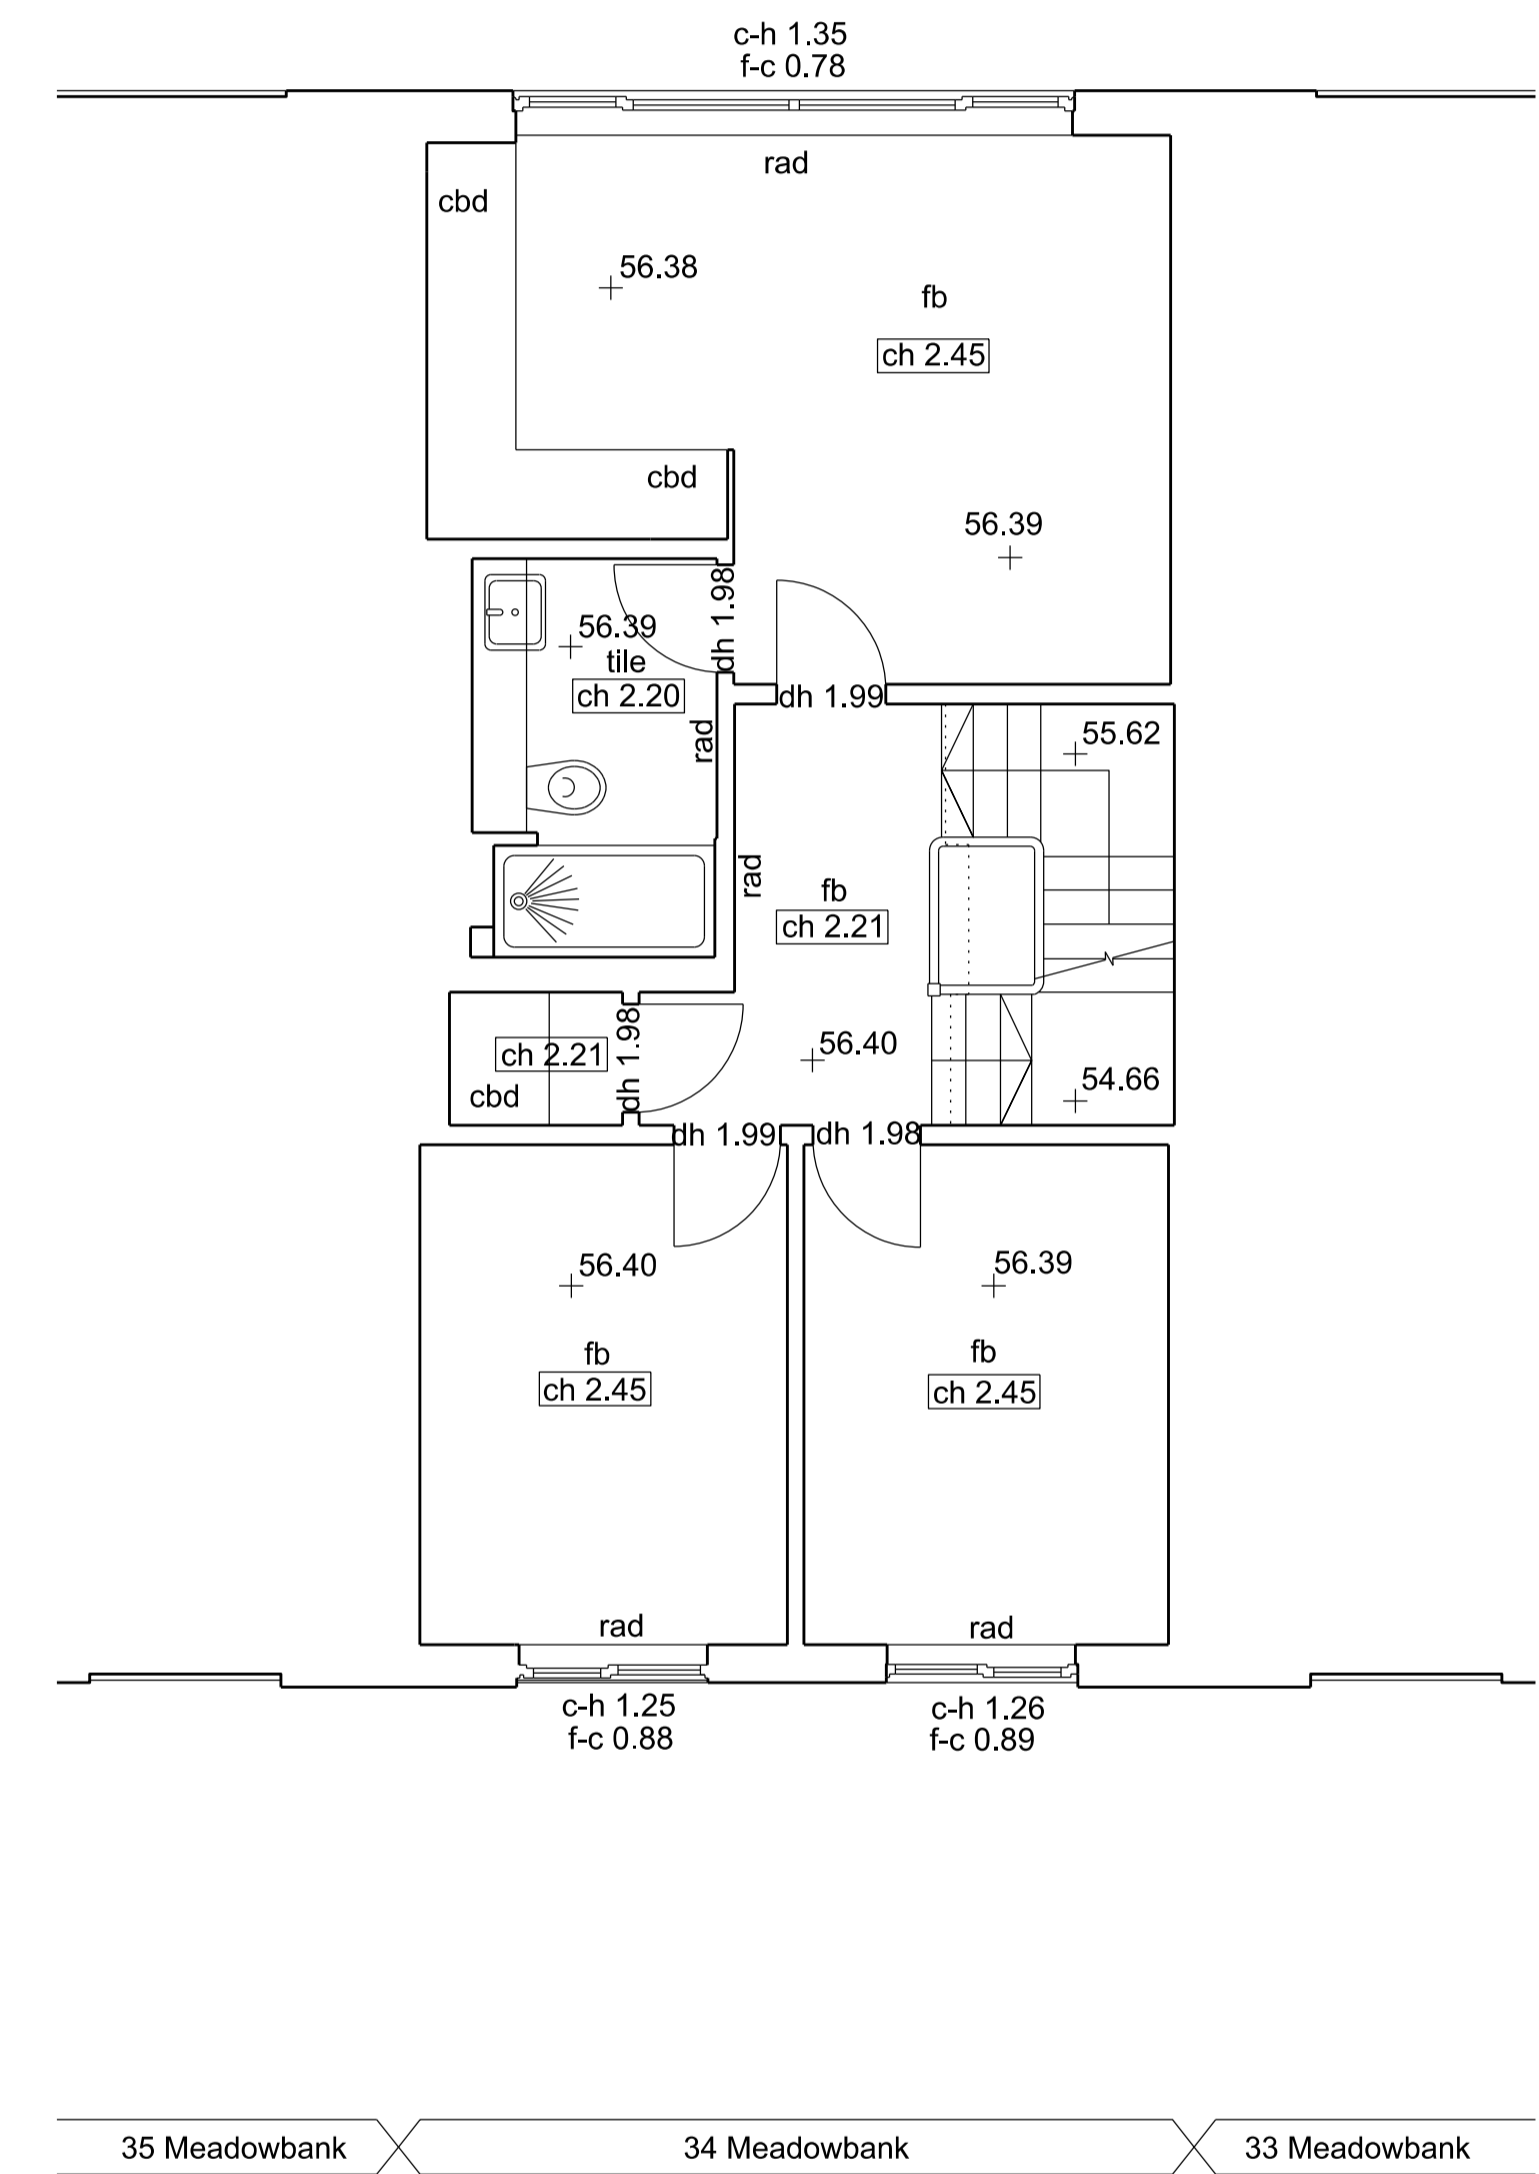 c-h 1.35
f-c 0.78
rad
cbd
56.38
fb
ch 2.45
cbd
56.39
dh 1.98
56.39
tile
ch 2.20
dh 1.99
rad
55.62
rad
fb
ch 2.21
dh 1.98
56.40
ch 2.21
cbd
54.66
dh 1.99
dh 1.98
56.40
56.39
fb
ch 2.45
fb
ch 2.45
rad
rad
c-h 1.25
f-c 0.88
c-h 1.26
f-c 0.89
35 Meadowbank
34 Meadowbank
33 Meadowbank